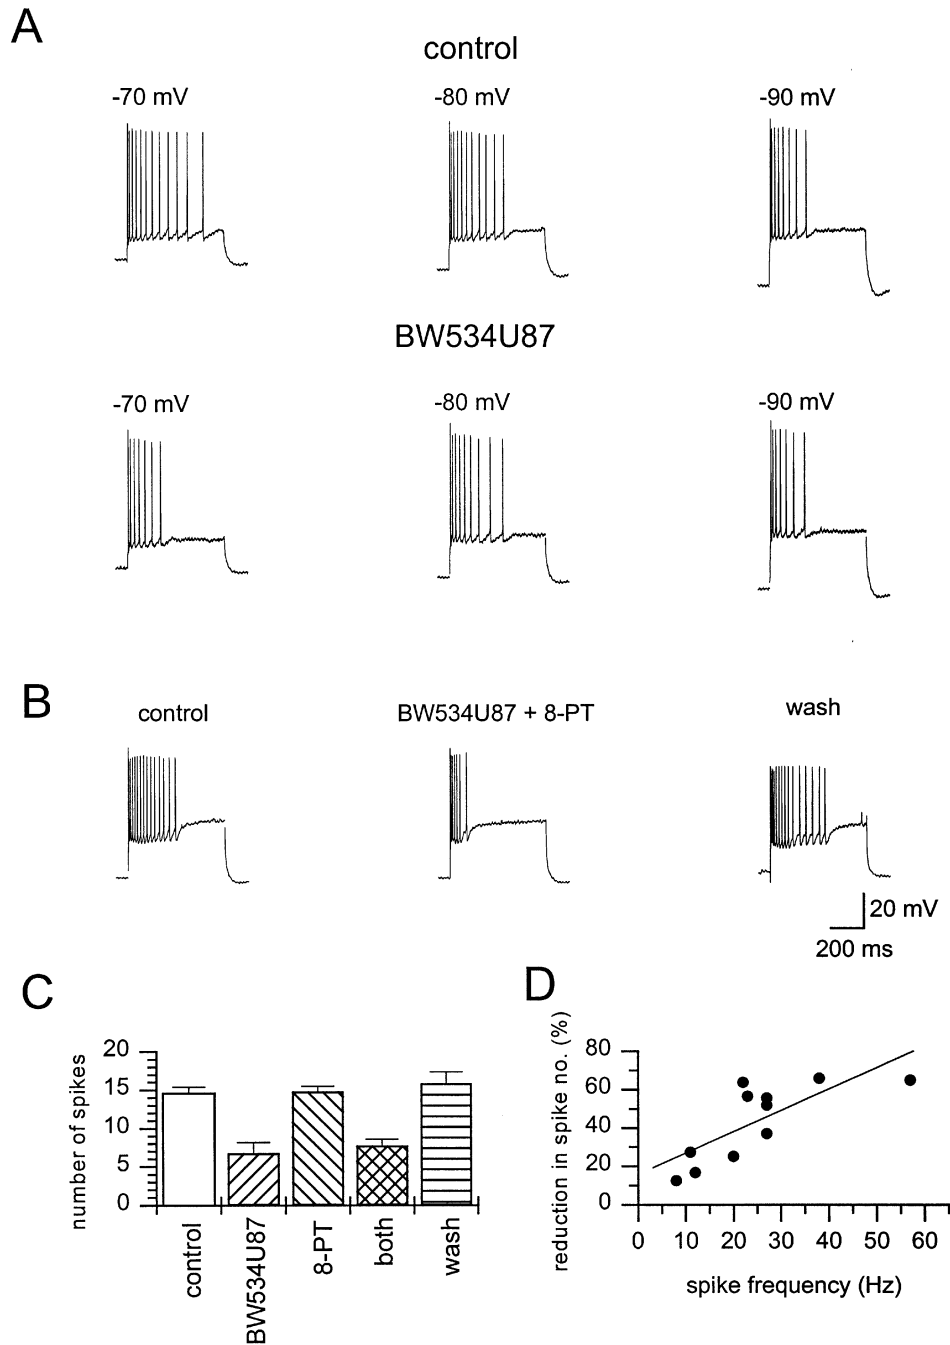 A
control
-70 mV
-80 mV
-90 mV
BW534U87
-70 mV
-80 mV
-90 mV
B
control
BW534U87 + 8-PT
wash
20 mV
200 ms
C
number of spikes
20
15
10
5
0
control
BW534U87
8-PT
both
wash
D
reduction in spike no. (%)
80
60
40
20
0
0 10 20 30 40 50 60
spike frequency (Hz)